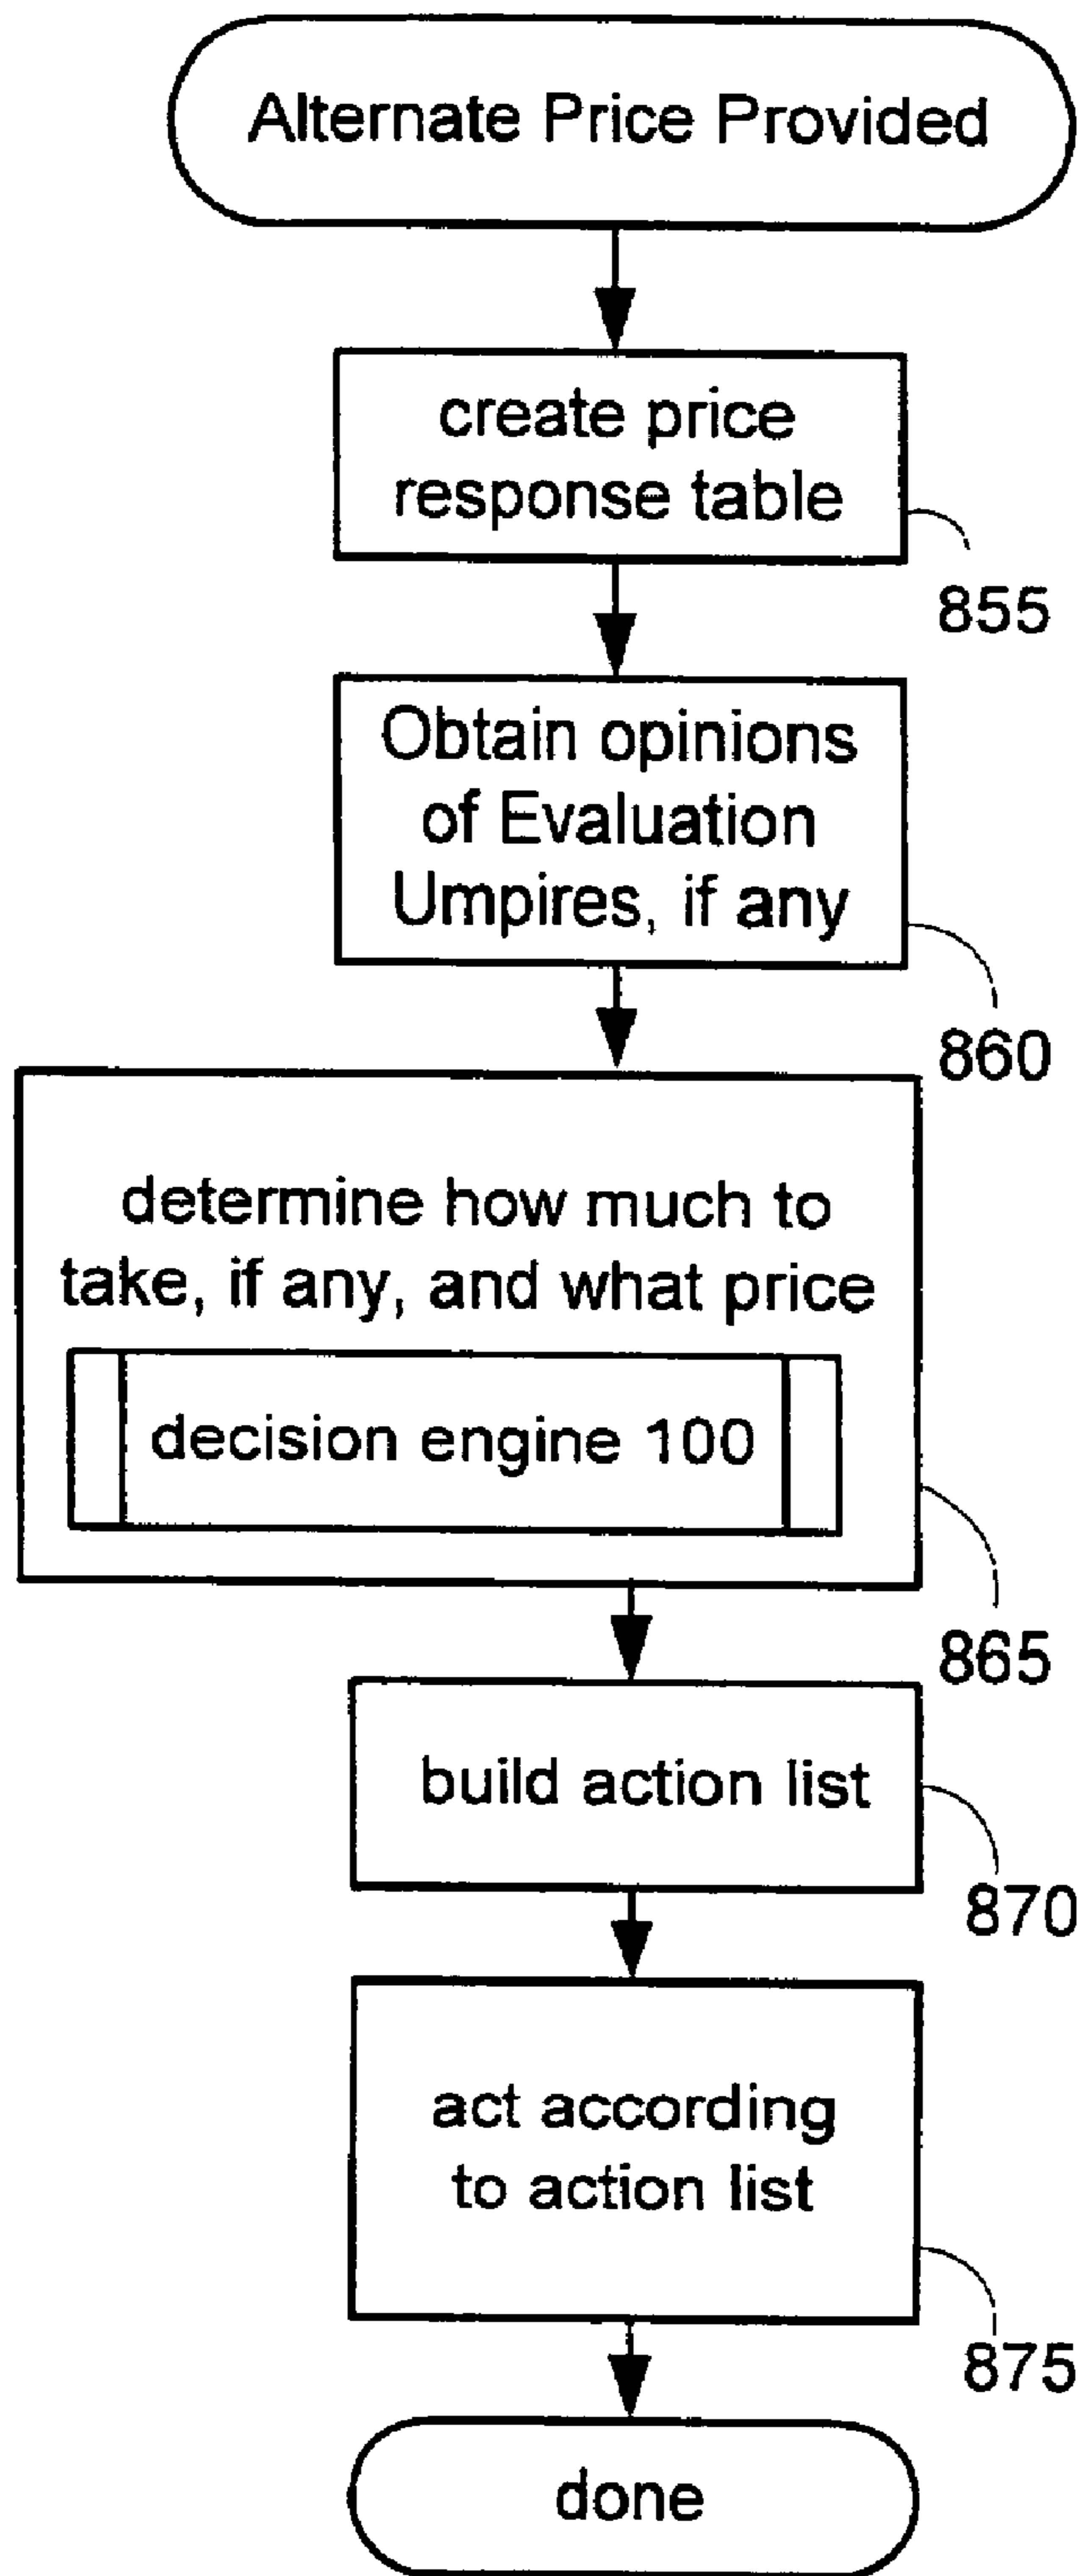 Alternate Price Provided
create price
response table
855
Obtain opinions
of Evaluation
Umpires, if any
860
determine how much to
take, if any, and what price
decision engine 100
865
build action list
870
act according
to action list
875
done